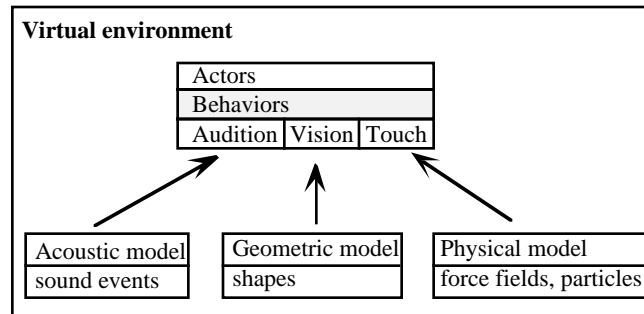 Virtual environment
Actors
Behaviors
Audition Vision Touch
Acoustic model Geometric model Physical model
sound events shapes force fields, particles